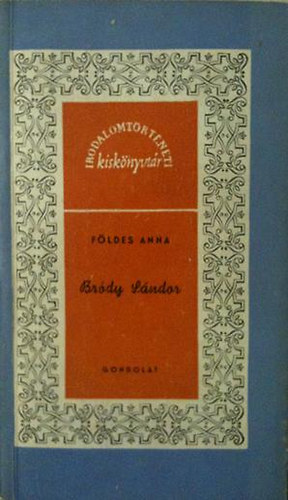 IRODALOMTÖRTÉNETI
kiskönyvtár
FÖLDES ANNA
Bródy Sándor
GONDOLAT